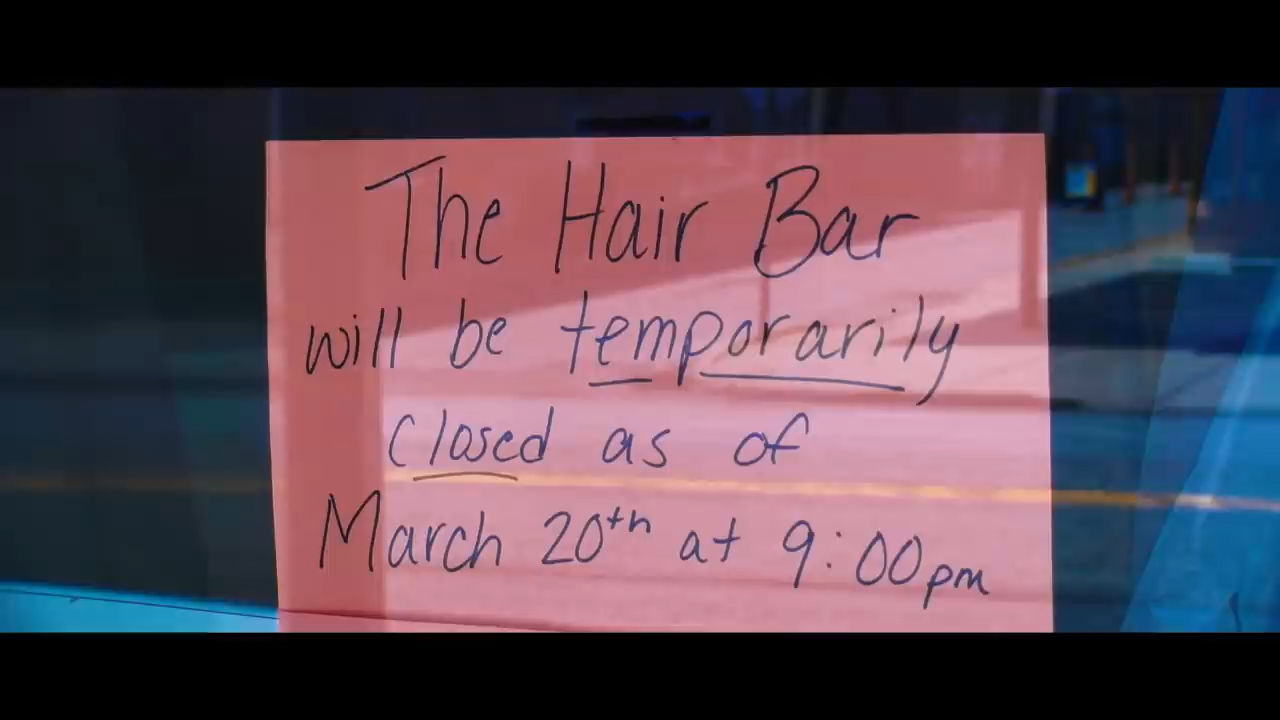 The Hair Bar
will be temporarily
closed as of
March 20th at 9:00pm